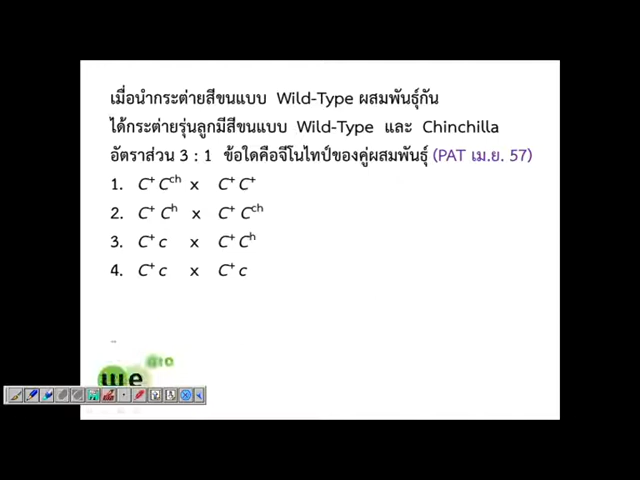 เมื่อนำกระต่ายสีขนแบบ Wild-Type ผสมพันธุ์กัน
ได้กระต่ายรุ่นลูกมีสีขนแบบ Wild-Type และ Chinchilla
อัตราส่วน 3 : 1 ข้อใดคือจีโนไทป์ของคู่ผสมพันธุ์ (PAT เม.ย. 57)
1. C⁺ Cᶜʰ x C⁺ C⁺
2. C⁺ Cʰ x C⁺ Cᶜʰ
3. C⁺ c x C⁺ Cʰ
4. C⁺ c x C⁺ c